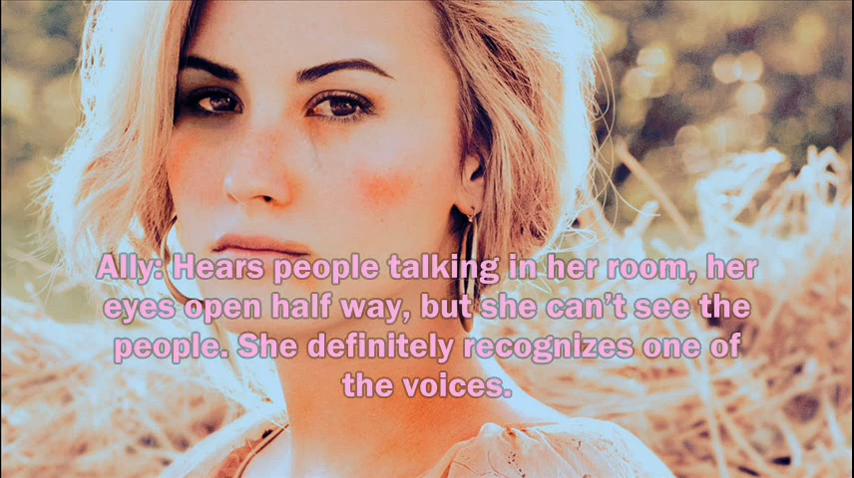 Ally: Hears people talking in her room, her
eyes open half way, but she can’t see the
people. She definitely recognizes one of
the voices.